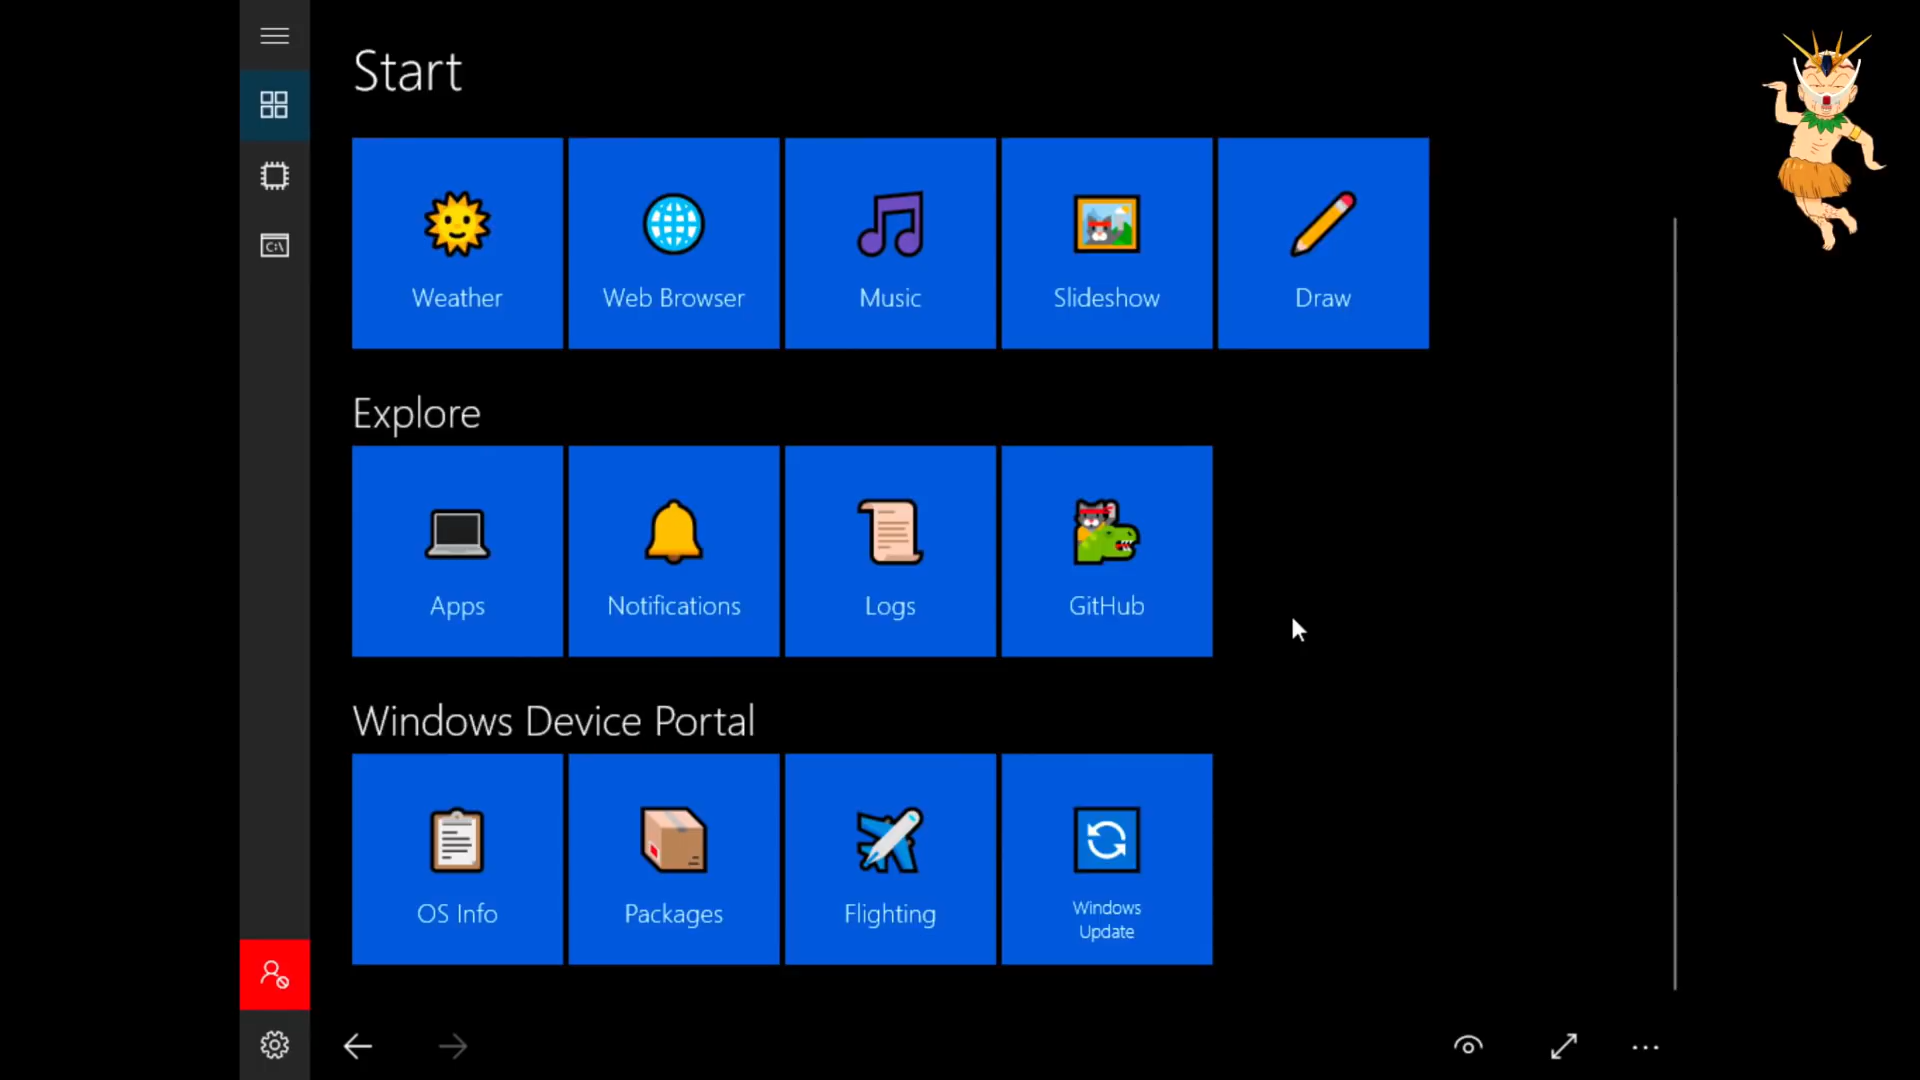 Start
Weather
Web Browser
Music
Slideshow
Draw
Explore
Apps
Notifications
Logs
GitHub
Windows Device Portal
OS Info
Packages
Flighting
Windows
Update
C:\